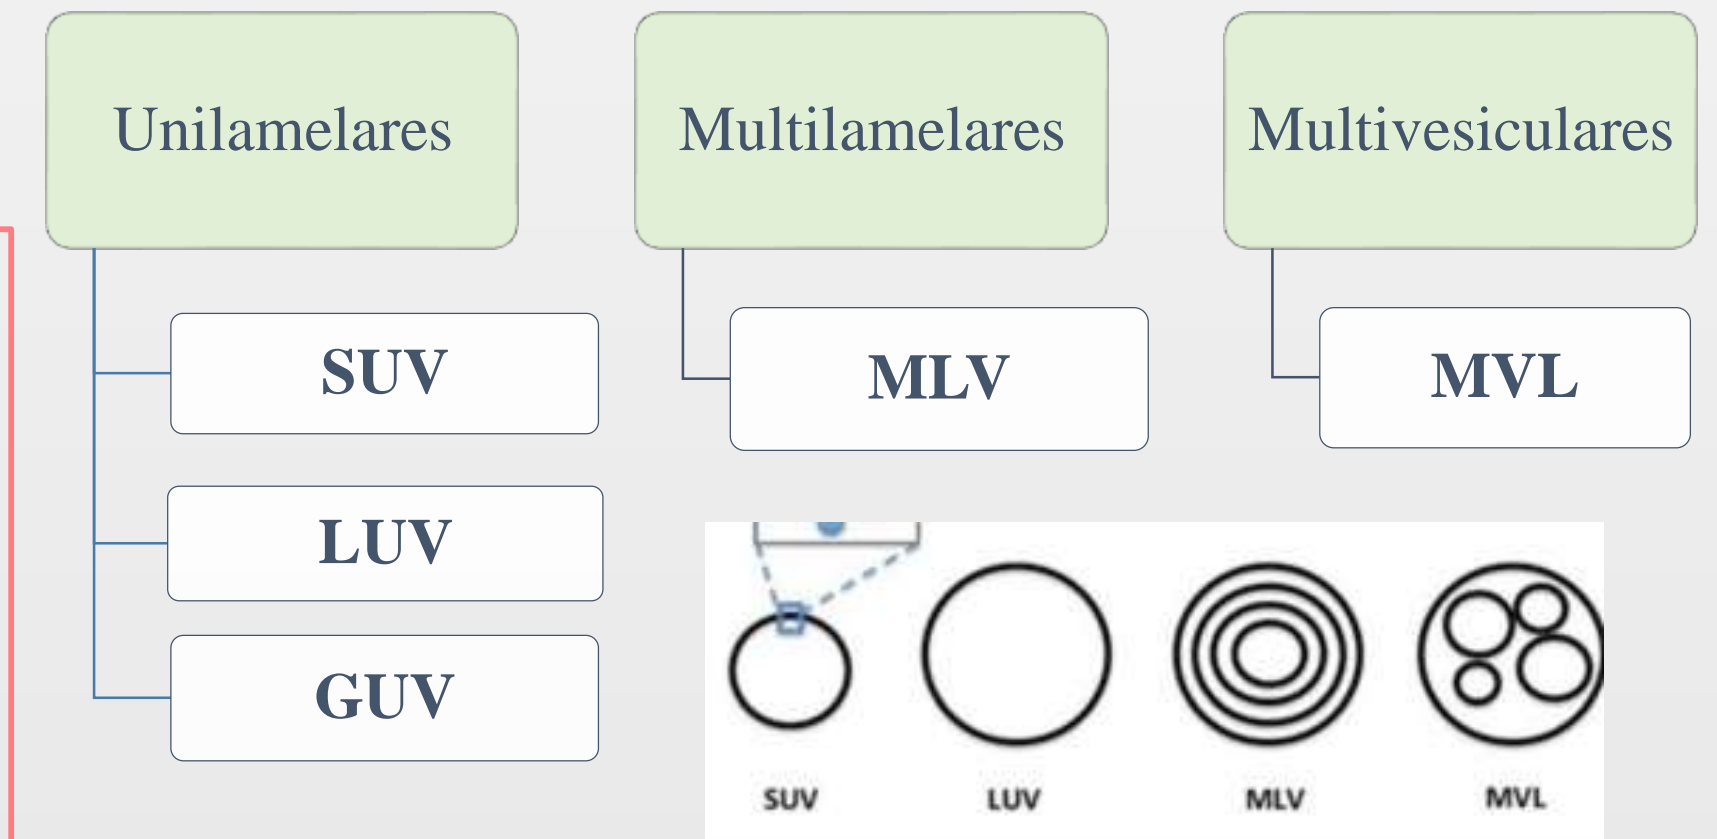 Unilamelares
SUV
LUV
GUV
Multilamelares
MLV
Multivesiculares
MVL
SUV
LUV
MLV
MVL